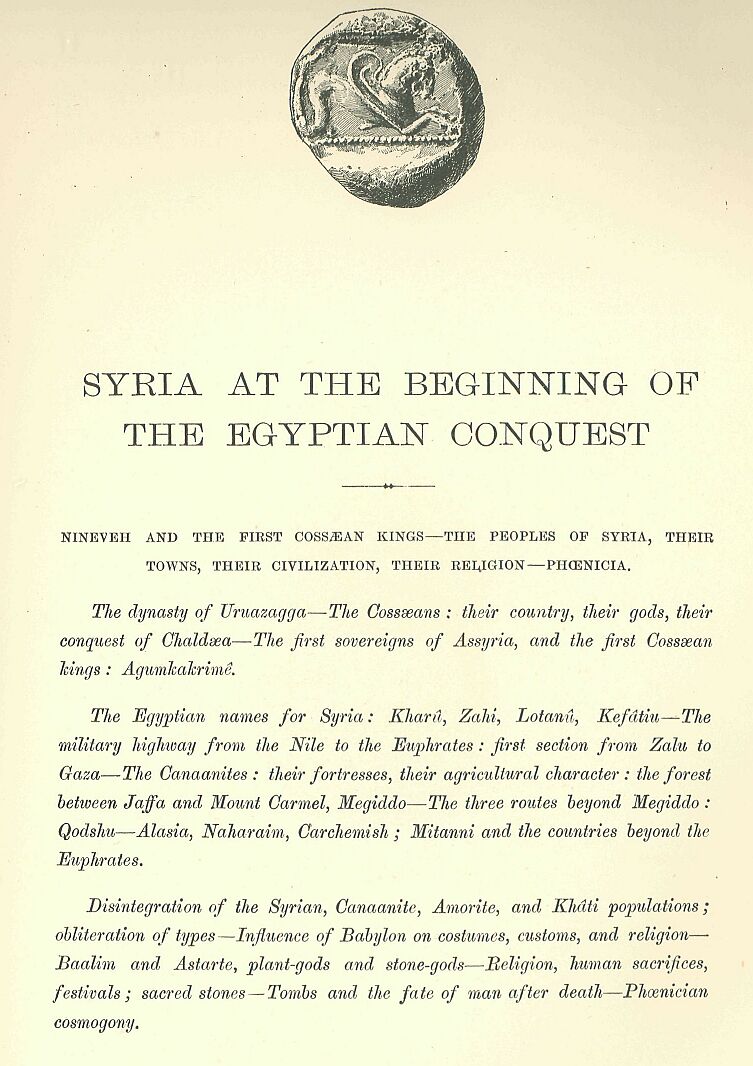 SYRIA AT THE BEGINNING OF
THE EGYPTIAN CONQUEST
NINEVEH AND THE FIRST COSSÆAN KINGS—THE PEOPLES OF SYRIA, THEIR
TOWNS, THEIR CIVILIZATION, THEIR RELIGION—PHŒNICIA.
The dynasty of Uruazagga—The Cossæans: their country, their gods, their
conquest of Chaldæa—The first sovereigns of Assyria, and the first Cossæan
kings: Agumkakrimê.
The Egyptian names for Syria: Kharû, Zahi, Lotanû, Kefâtiu—The
military highway from the Nile to the Euphrates: first section from Zalu to
Gaza—The Canaanites: their fortresses, their agricultural character: the forest
between Jaffa and Mount Carmel, Megiddo—The three routes beyond Megiddo:
Qodshu—Alasia, Naharaim, Carchemish; Mitanni and the countries beyond the
Euphrates.
Disintegration of the Syrian, Canaanite, Amorite, and Khâti populations;
obliteration of types—Influence of Babylon on costumes, customs, and religion—
Baalim and Astarte, plant-gods and stone-gods—Religion, human sacrifices,
festivals; sacred stones—Tombs and the fate of man after death—Phœnician
cosmogony.